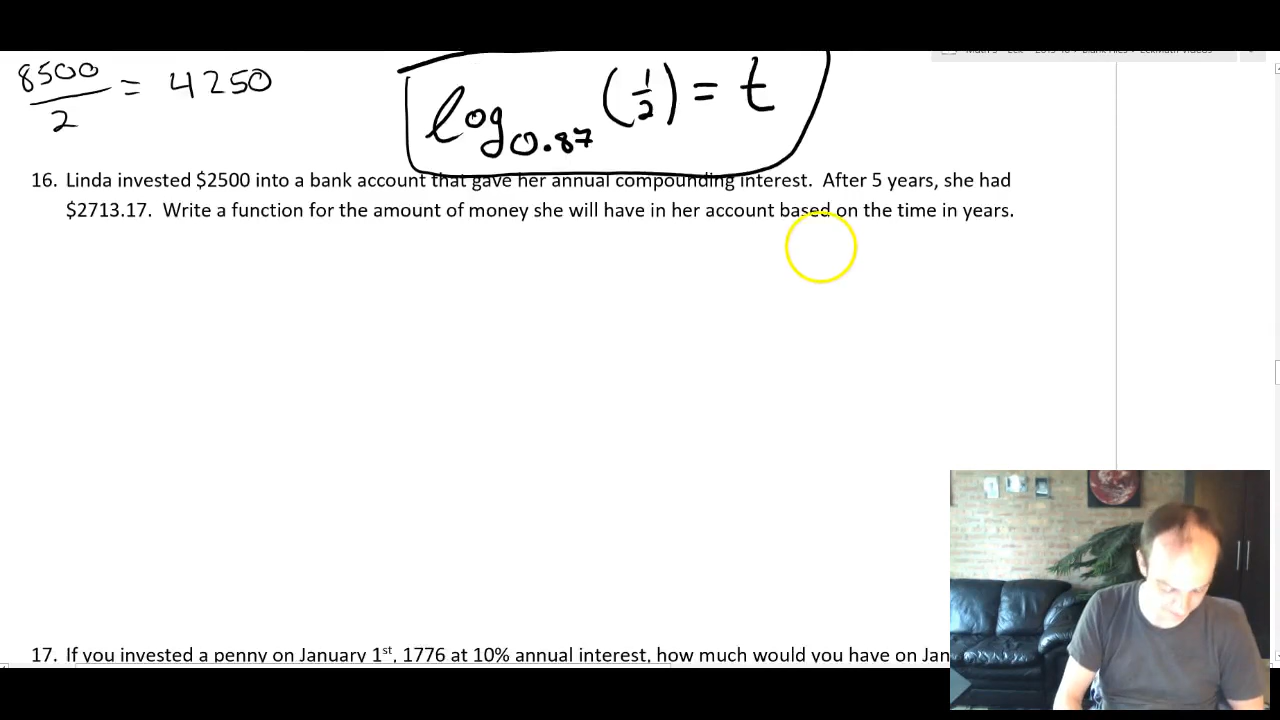 8500
2
= 4250
log0.87 (1/2) = t
16. Linda invested $2500 into a bank account that gave her annual compounding interest. After 5 years, she had
$2713.17. Write a function for the amount of money she will have in her account based on the time in years.
17. If you invested a penny on January 1st, 1776 at 10% annual interest, how much would you have on Jan